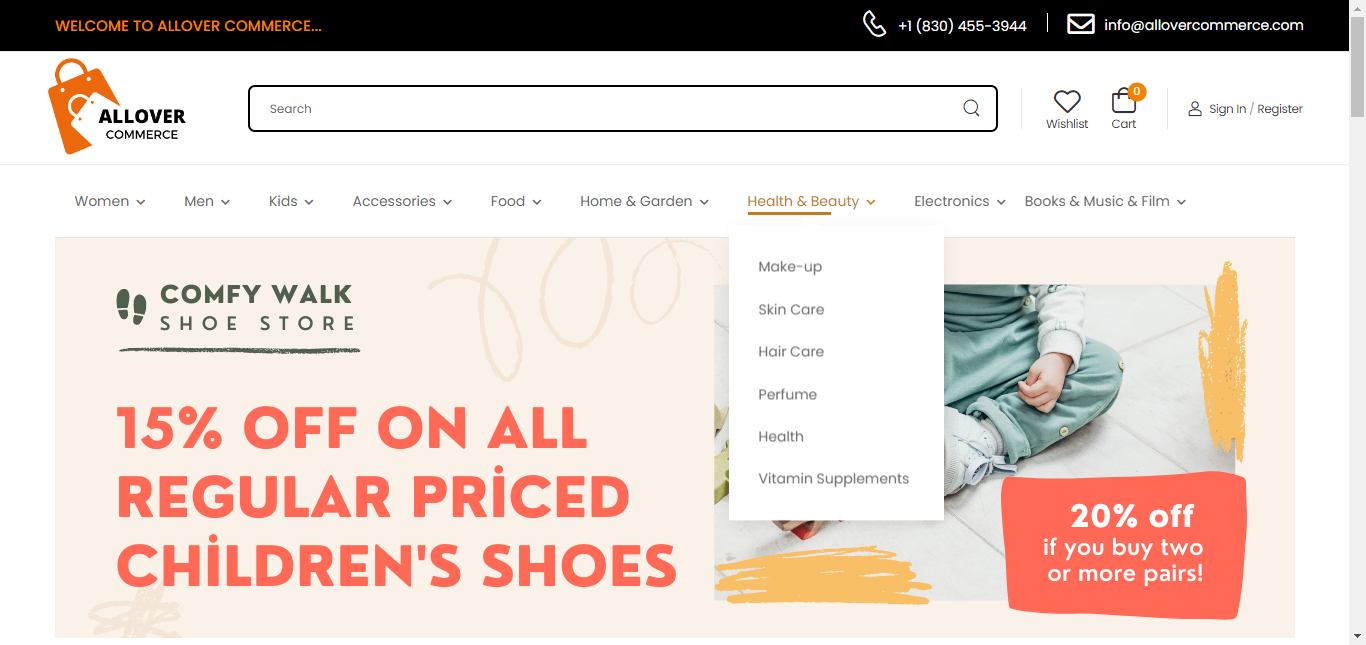 WELCOME TO ALLOVER COMMERCE...
+1 (830) 455-3944
info@allovercommerce.com
ALLOVER
COMMERCE
Search
Wishlist
0
Cart
Sign In / Register
Women
Men
Kids
Accessories
Food
Home & Garden
Health & Beauty
Electronics
Books & Music & Film
Make-up
Skin Care
Hair Care
Perfume
Health
Vitamin Supplements
COMFY WALK
SHOE STORE
15% OFF ON ALL
REGULAR PRİCED
CHİLDREN'S SHOES
20% off
if you buy two
or more pairs!